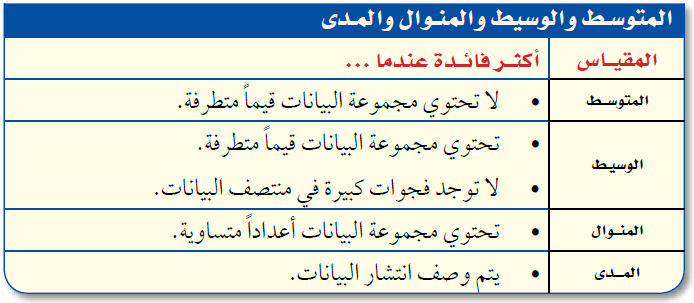 المتوسط والوسيط والمنوال والمدى
المقياس أكثر فائدة عندما ...
المتوسط • لا تحتوي مجموعة البيانات قيماً متطرفة.
الوسيط • تحتوي مجموعة البيانات قيماً متطرفة.
• لا توجد فجوات كبيرة في منتصف البيانات.
المنوال • تحتوي مجموعة البيانات أعداداً متساوية.
المدى • يتم وصف انتشار البيانات.